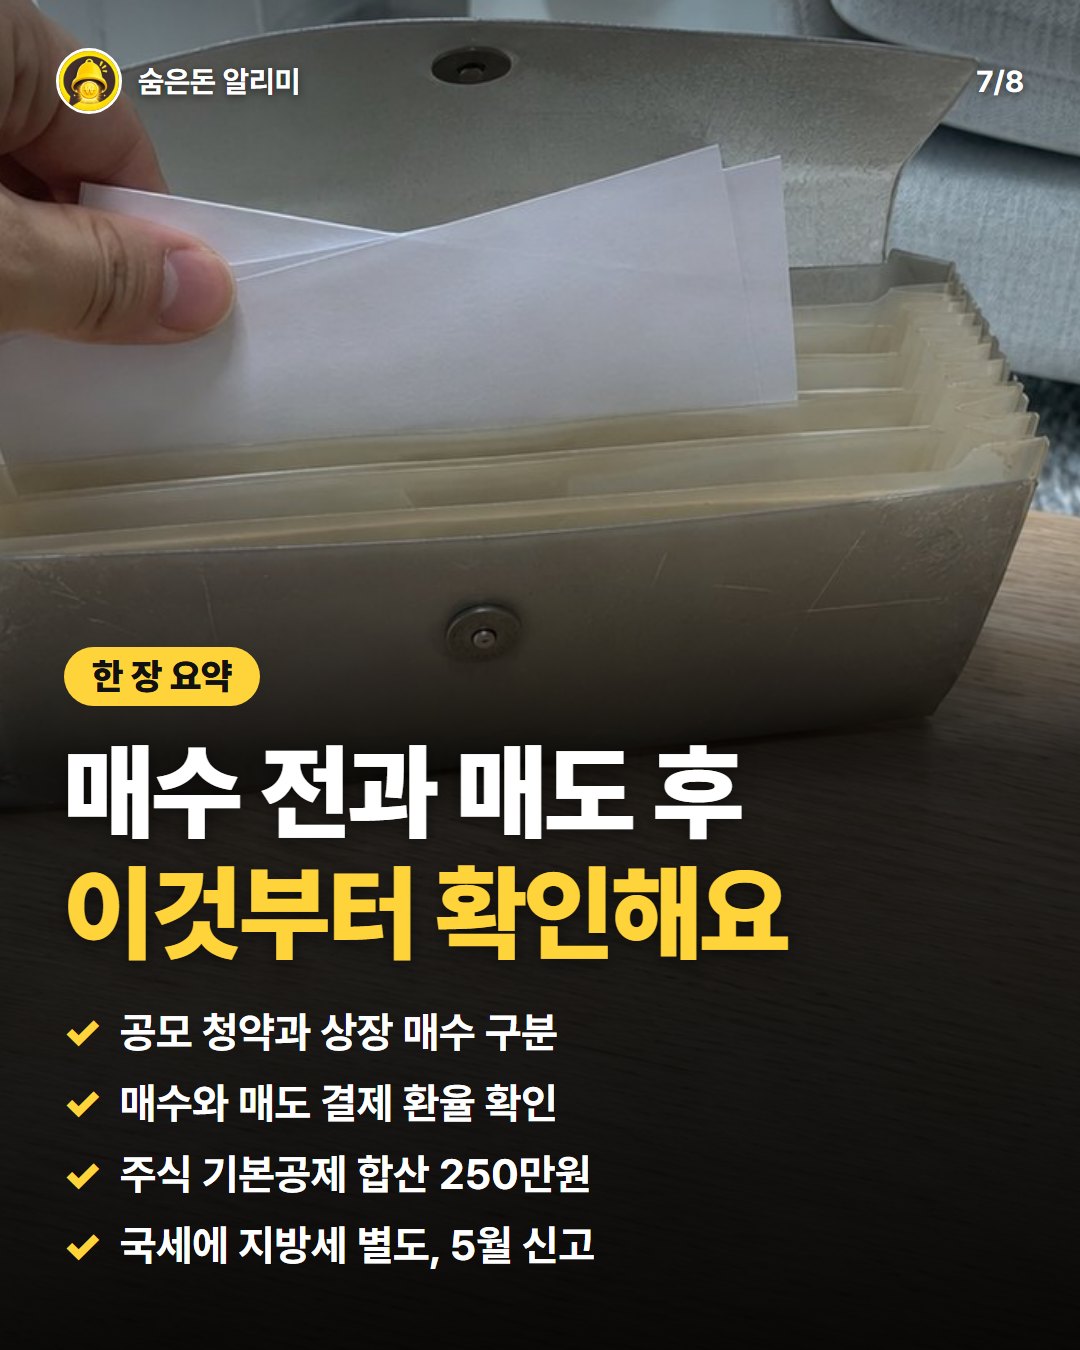 숨은돈 알리미
7/8
한 장 요약
매수 전과 매도 후
이것부터 확인해요
공모 청약과 상장 매수 구분
매수와 매도 결제 환율 확인
주식 기본공제 합산 250만원
국세에 지방세 별도, 5월 신고